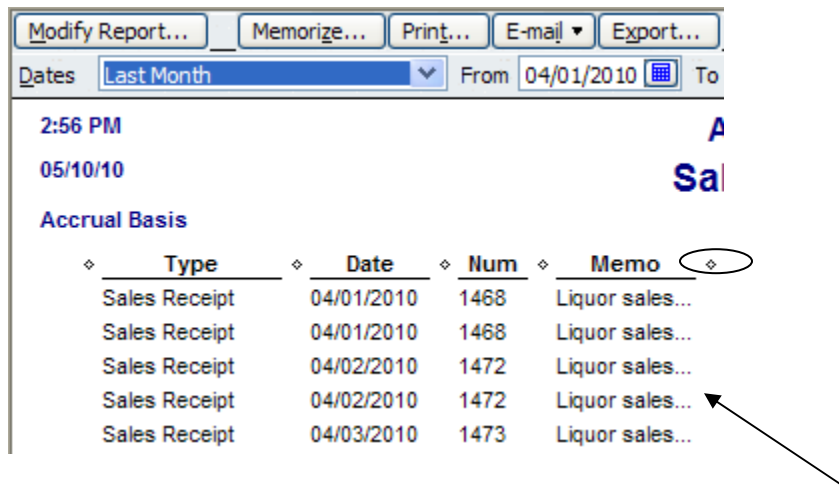 Modify Report... Memorize... Print... E-mail Export...
Dates Last Month From 04/01/2010 To
2:56 PM
05/10/10
Sal
Accrual Basis
Type Date Num Memo
Sales Receipt 04/01/2010 1468 Liquor sales...
Sales Receipt 04/01/2010 1468 Liquor sales...
Sales Receipt 04/02/2010 1472 Liquor sales...
Sales Receipt 04/02/2010 1472 Liquor sales...
Sales Receipt 04/03/2010 1473 Liquor sales...